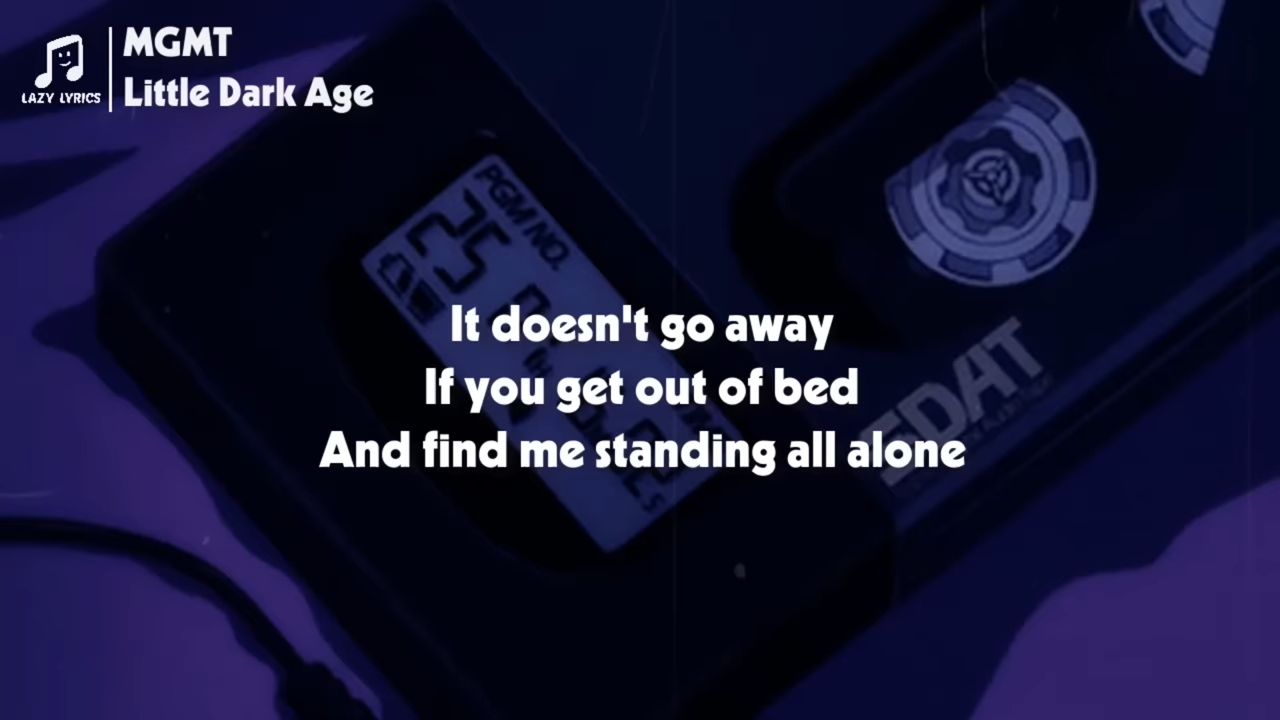 MGMT
LAZY LYRICS
Little Dark Age
PGM NO.
25
It doesn't go away
If you get out of bed
And find me standing all alone